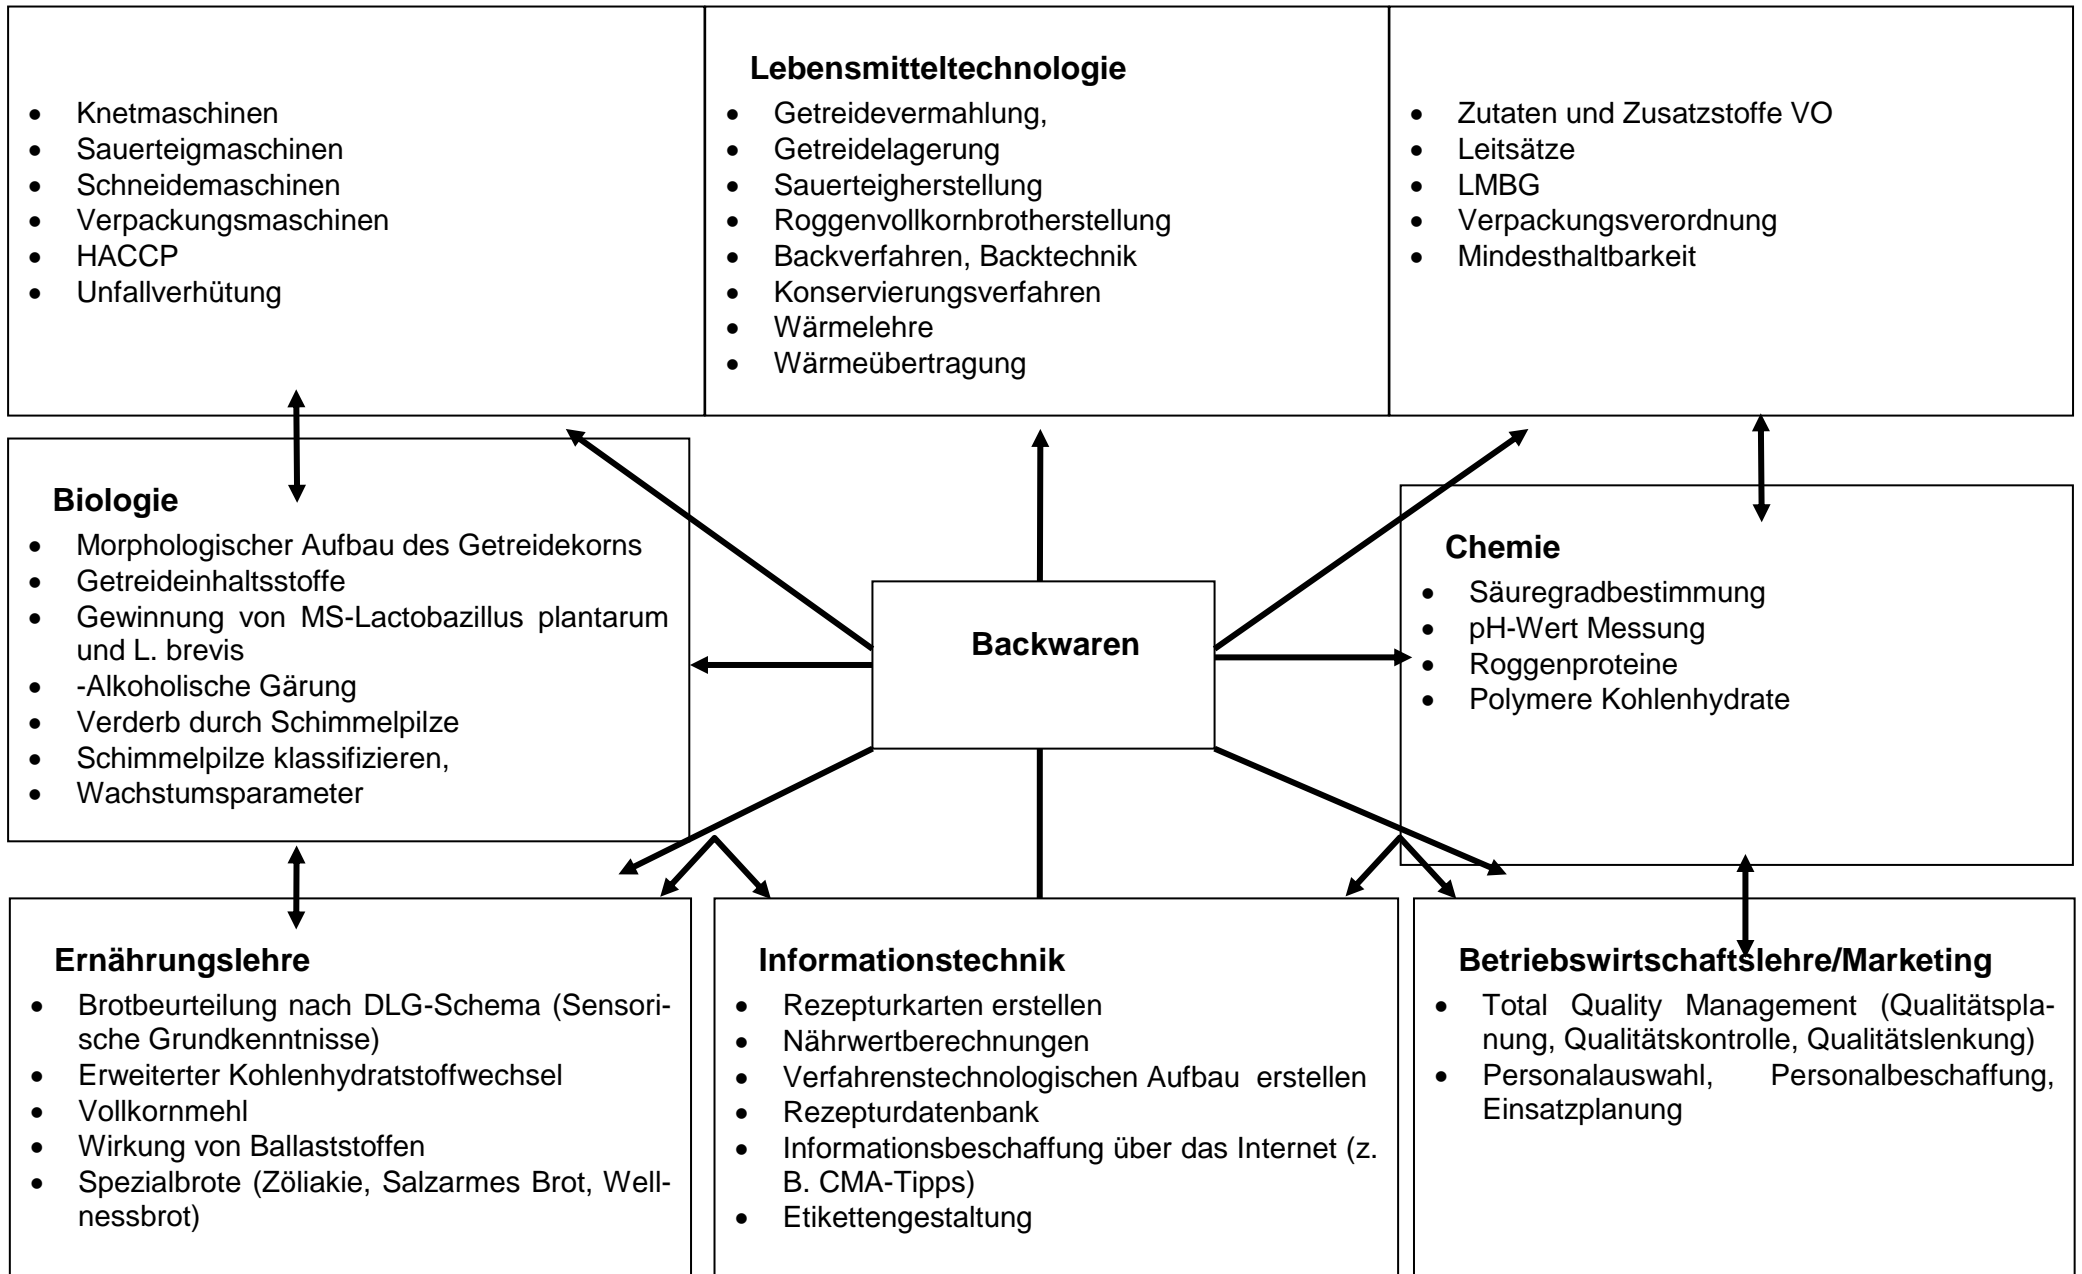 • Knetmaschinen
• Sauerteigmaschinen
• Schneidemaschinen
• Verpackungsmaschinen
• HACCP
• Unfallverhütung
Lebensmitteltechnologie
• Getreidevermahlung,
• Getreidelagerung
• Sauerteigherstellung
• Roggenvollkornbrotherstellung
• Backverfahren, Backtechnik
• Konservierungsverfahren
• Wärmelehre
• Wärmeübertragung
• Zutaten und Zusatzstoffe VO
• Leitsätze
• LMBG
• Verpackungsverordnung
• Mindesthaltbarkeit
Biologie
• Morphologischer Aufbau des Getreidekorns
• Getreideinhaltsstoffe
• Gewinnung von MS-Lactobazillus plantarum
und L. brevis
• -Alkoholische Gärung
• Verderb durch Schimmelpilze
• Schimmelpilze klassifizieren,
• Wachstumsparameter
Backwaren
Chemie
• Säuregradbestimmung
• pH-Wert Messung
• Roggenproteine
• Polymere Kohlenhydrate
Ernährungslehre
• Brotbeurteilung nach DLG-Schema (Sensori-
sche Grundkenntnisse)
• Erweiterter Kohlenhydratstoffwechsel
• Vollkornmehl
• Wirkung von Ballaststoffen
• Spezialbrote (Zöliakie, Salzarmes Brot, Well-
nessbrot)
Informationstechnik
• Rezepturkarten erstellen
• Nährwertberechnungen
• Verfahrenstechnologischen Aufbau erstellen
• Rezepturdatenbank
• Informationsbeschaffung über das Internet (z.
B. CMA-Tipps)
• Etikettengestaltung
Betriebswirtschaftslehre/Marketing
• Total Quality Management (Qualitätspla-
nung, Qualitätskontrolle, Qualitätslenkung)
• Personalauswahl, Personalbeschaffung,
Einsatzplanung